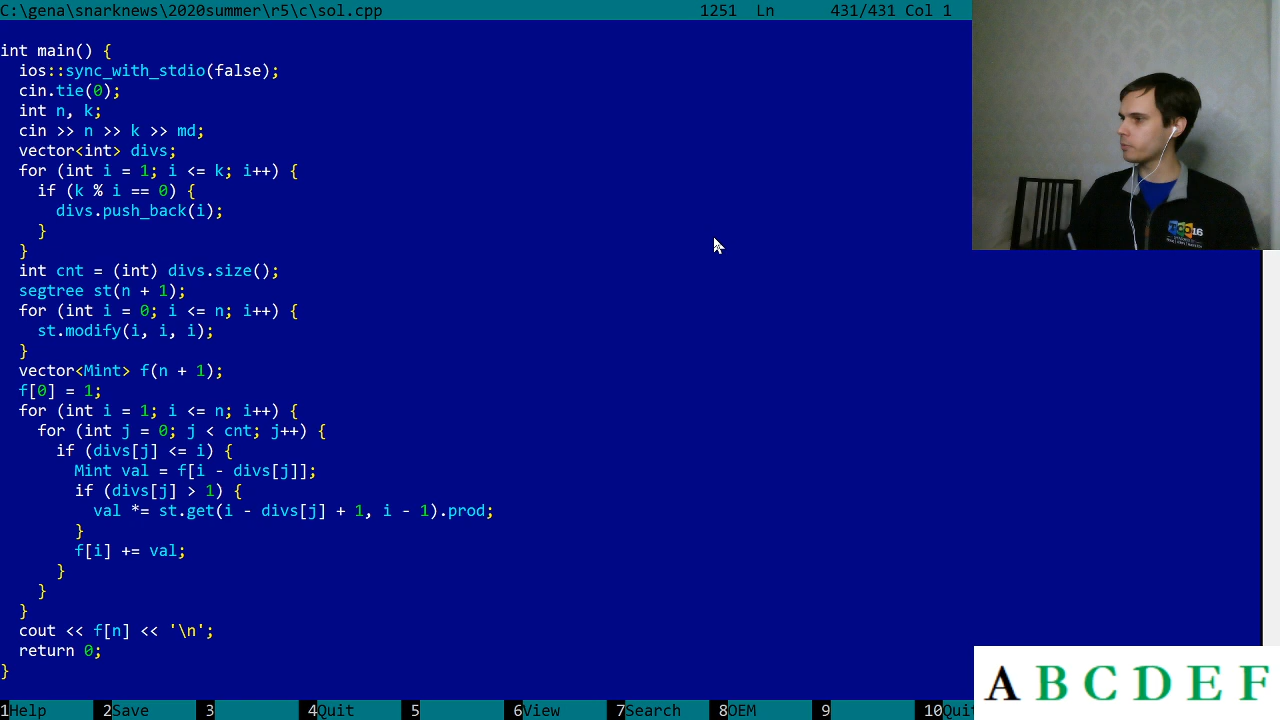 C:\gena\snarknews\2020summer\r5\c\sol.cpp 1251 Ln 431/431 Col 1
int main() {
  ios::sync_with_stdio(false);
  cin.tie(0);
  int n, k;
  cin >> n >> k >> md;
  vector<int> divs;
  for (int i = 1; i <= k; i++) {
    if (k % i == 0) {
      divs.push_back(i);
    }
  }
  int cnt = (int) divs.size();
  segtree st(n + 1);
  for (int i = 0; i <= n; i++) {
    st.modify(i, i, i);
  }
  vector<Mint> f(n + 1);
  f[0] = 1;
  for (int i = 1; i <= n; i++) {
    for (int j = 0; j < cnt; j++) {
      if (divs[j] <= i) {
        Mint val = f[i - divs[j]];
        if (divs[j] > 1) {
          val *= st.get(i - divs[j] + 1, i - 1).prod;
        }
        f[i] += val;
      }
    }
  }
  cout << f[n] << '\n';
  return 0;
}
A B C D E F
1Help 2Save 3 4Quit 5 6View 7Search 8OEM 9 10Quit